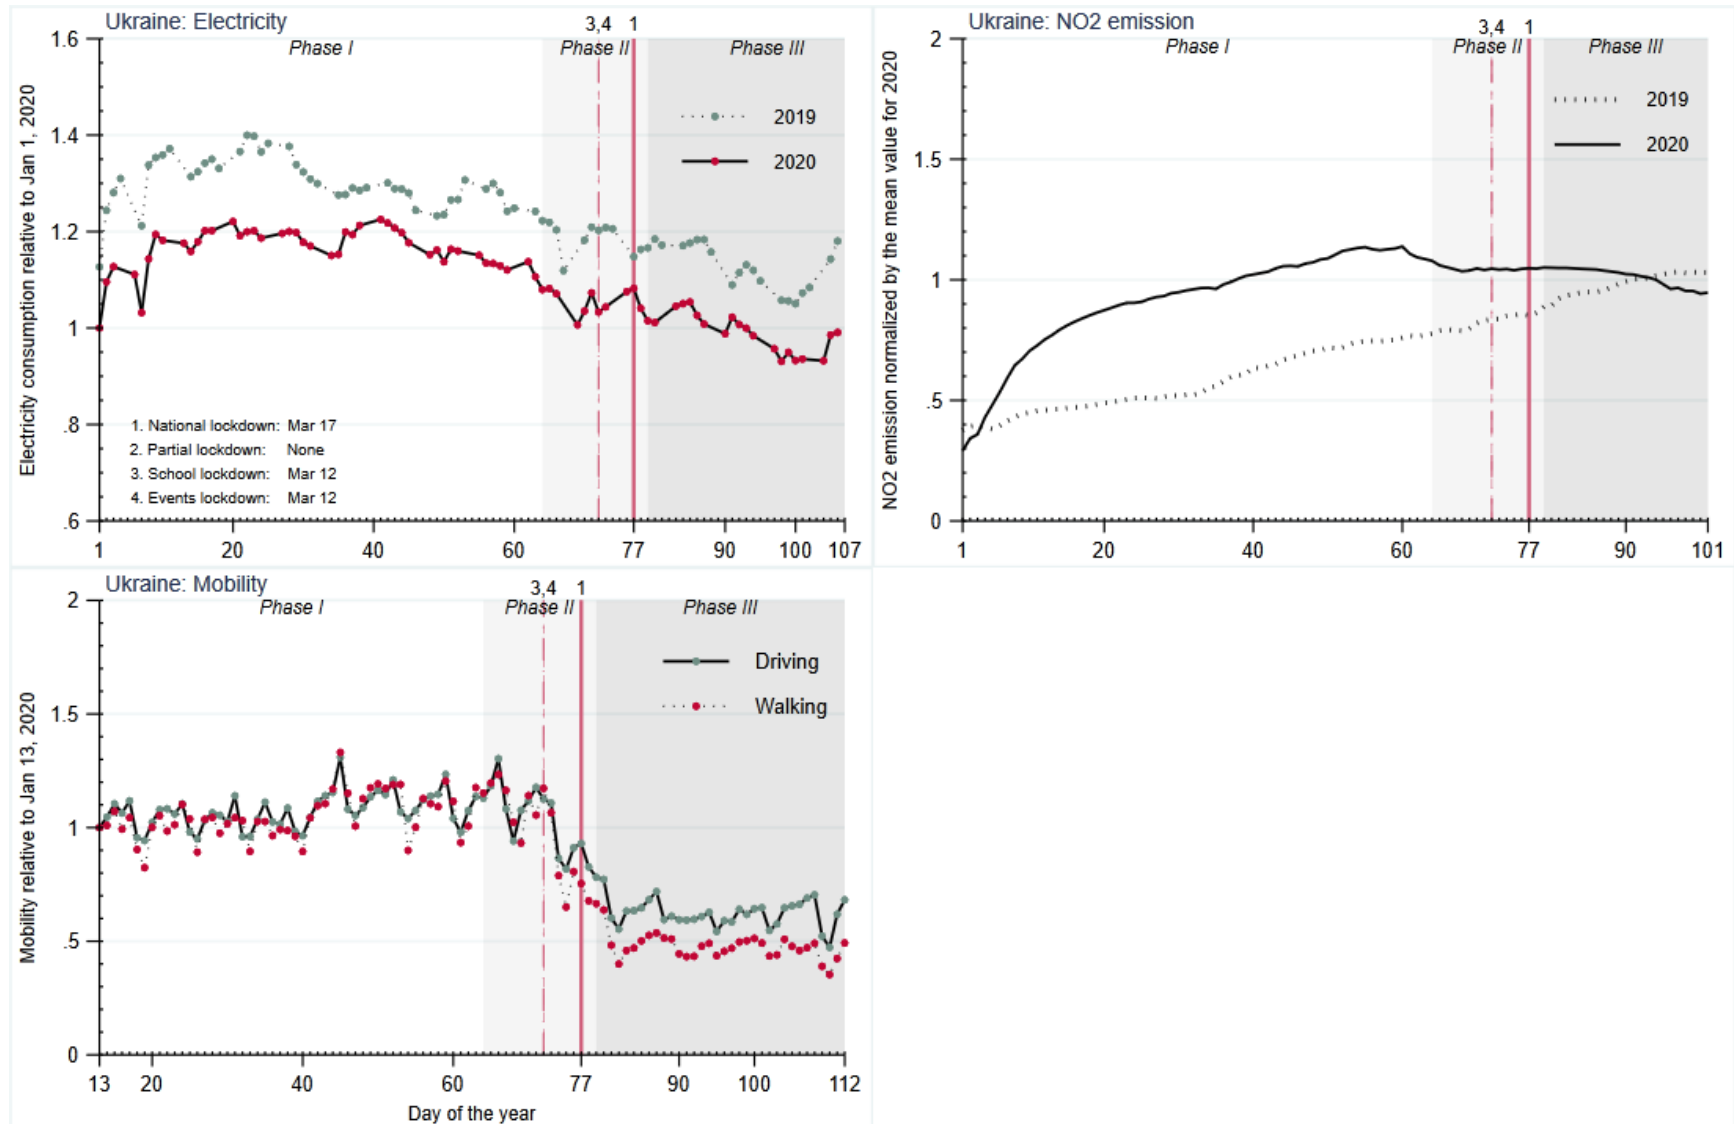 Ukraine: Electricity
3,4 1
Phase I
Phase II
Phase III
Electricity consumption relative to Jan 1, 2020
1.6
1.4
1.2
1
.8
.6
2019
2020
1. National lockdown: Mar 17
2. Partial lockdown: None
3. School lockdown: Mar 12
4. Events lockdown: Mar 12
1 20 40 60 77 90 100 107
Ukraine: NO2 emission
3,4 1
Phase I
Phase II
Phase III
NO2 emission normalized by the mean value for 2020
2
1.5
1
.5
0
2019
2020
1 20 40 60 77 90 101
Ukraine: Mobility
3,4 1
Phase I
Phase II
Phase III
Mobility relative to Jan 13, 2020
2
1.5
1
.5
0
Driving
Walking
13 20 40 60 77 90 100 112
Day of the year